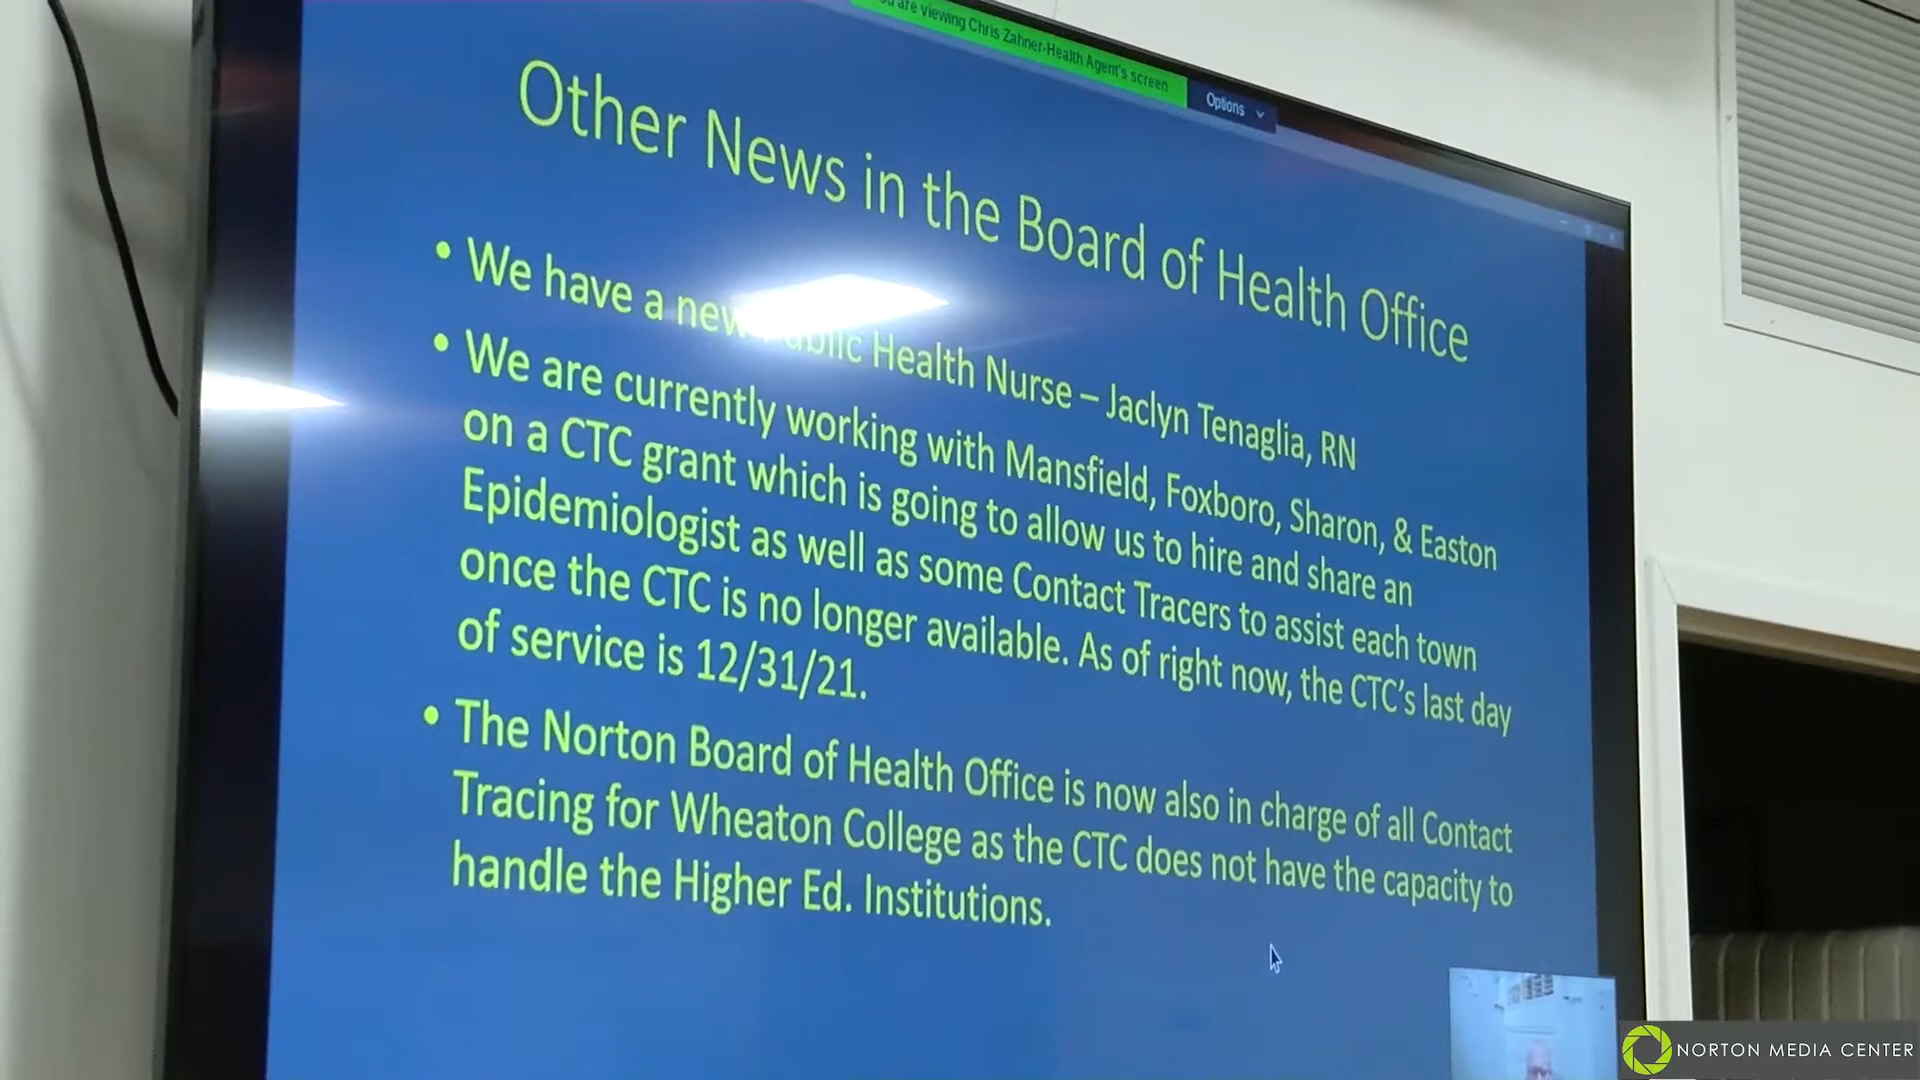 are viewing Chris Zahner-Health Agent's screen
Options
Other News in the Board of Health Office
• We have a new Public Health Nurse – Jaclyn Tenaglia, RN
• We are currently working with Mansfield, Foxboro, Sharon, & Easton
on a CTC grant which is going to allow us to hire and share an
Epidemiologist as well as some Contact Tracers to assist each town
once the CTC is no longer available. As of right now, the CTC's last day
of service is 12/31/21.
• The Norton Board of Health Office is now also in charge of all Contact
Tracing for Wheaton College as the CTC does not have the capacity to
handle the Higher Ed. Institutions.
NORTON MEDIA CENTER